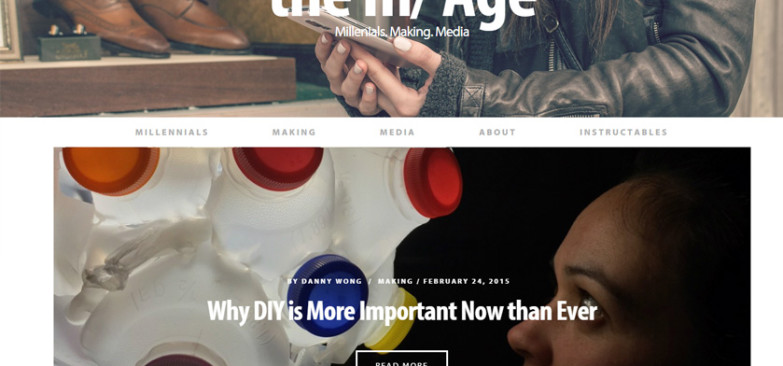 the m/ Age
Millenials. Making. Media
MILLENNIALS MAKING MEDIA ABOUT INSTRUCTABLES
BY DANNY WONG / MAKING / FEBRUARY 24, 2015
Why DIY is More Important Now than Ever
READ MORE